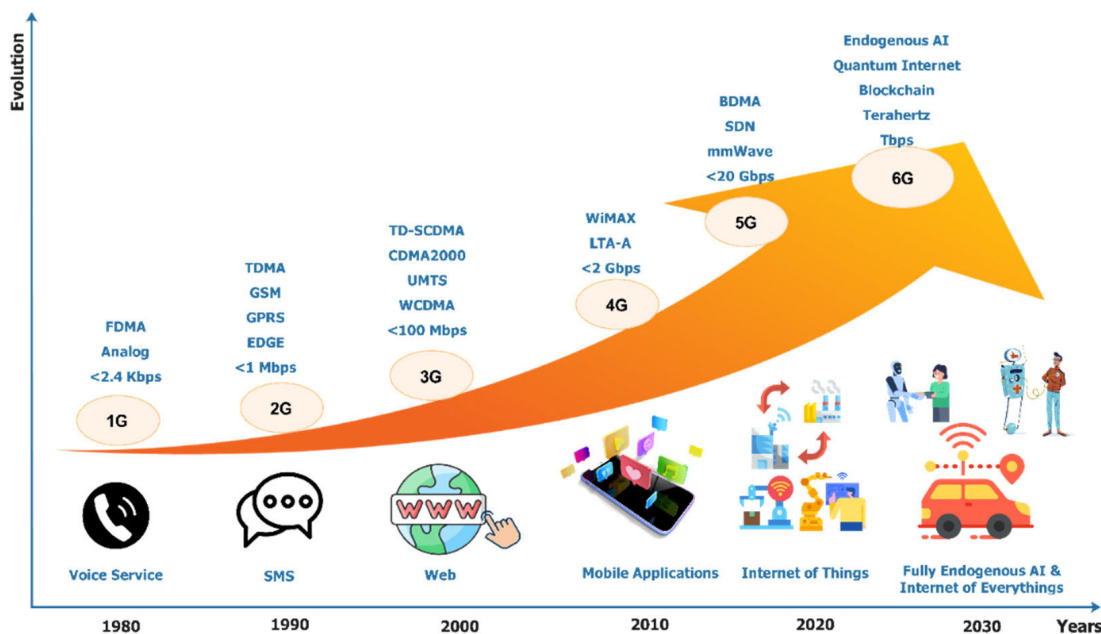 Evolution
Endogenous AI
Quantum Internet
Blockchain
Terahertz
Tbps
6G
BDMA
SDN
mmWave
<20 Gbps
5G
WiMAX
LTA-A
<2 Gbps
4G
TD-SCDMA
CDMA2000
UMTS
WCDMA
<100 Mbps
3G
TDMA
GSM
GPRS
EDGE
<1 Mbps
2G
FDMA
Analog
<2.4 Kbps
1G
WWW
Voice Service
SMS
Web
Mobile Applications
Internet of Things
Fully Endogenous AI &
Internet of Everythings
1980 1990 2000 2010 2020 2030 Years